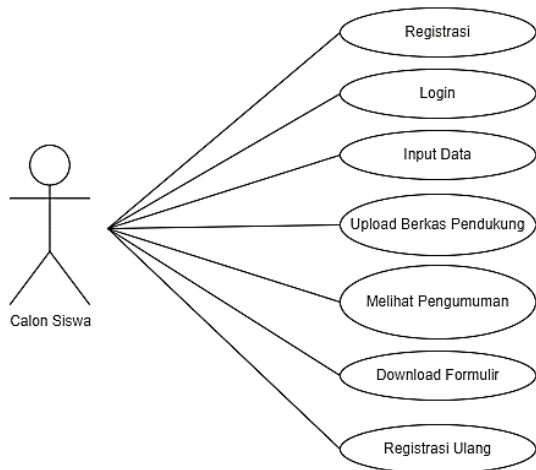 Registrasi
Login
Input Data
Upload Berkas Pendukung
Melihat Pengumuman
Calon Siswa
Download Formulir
Registrasi Ulang